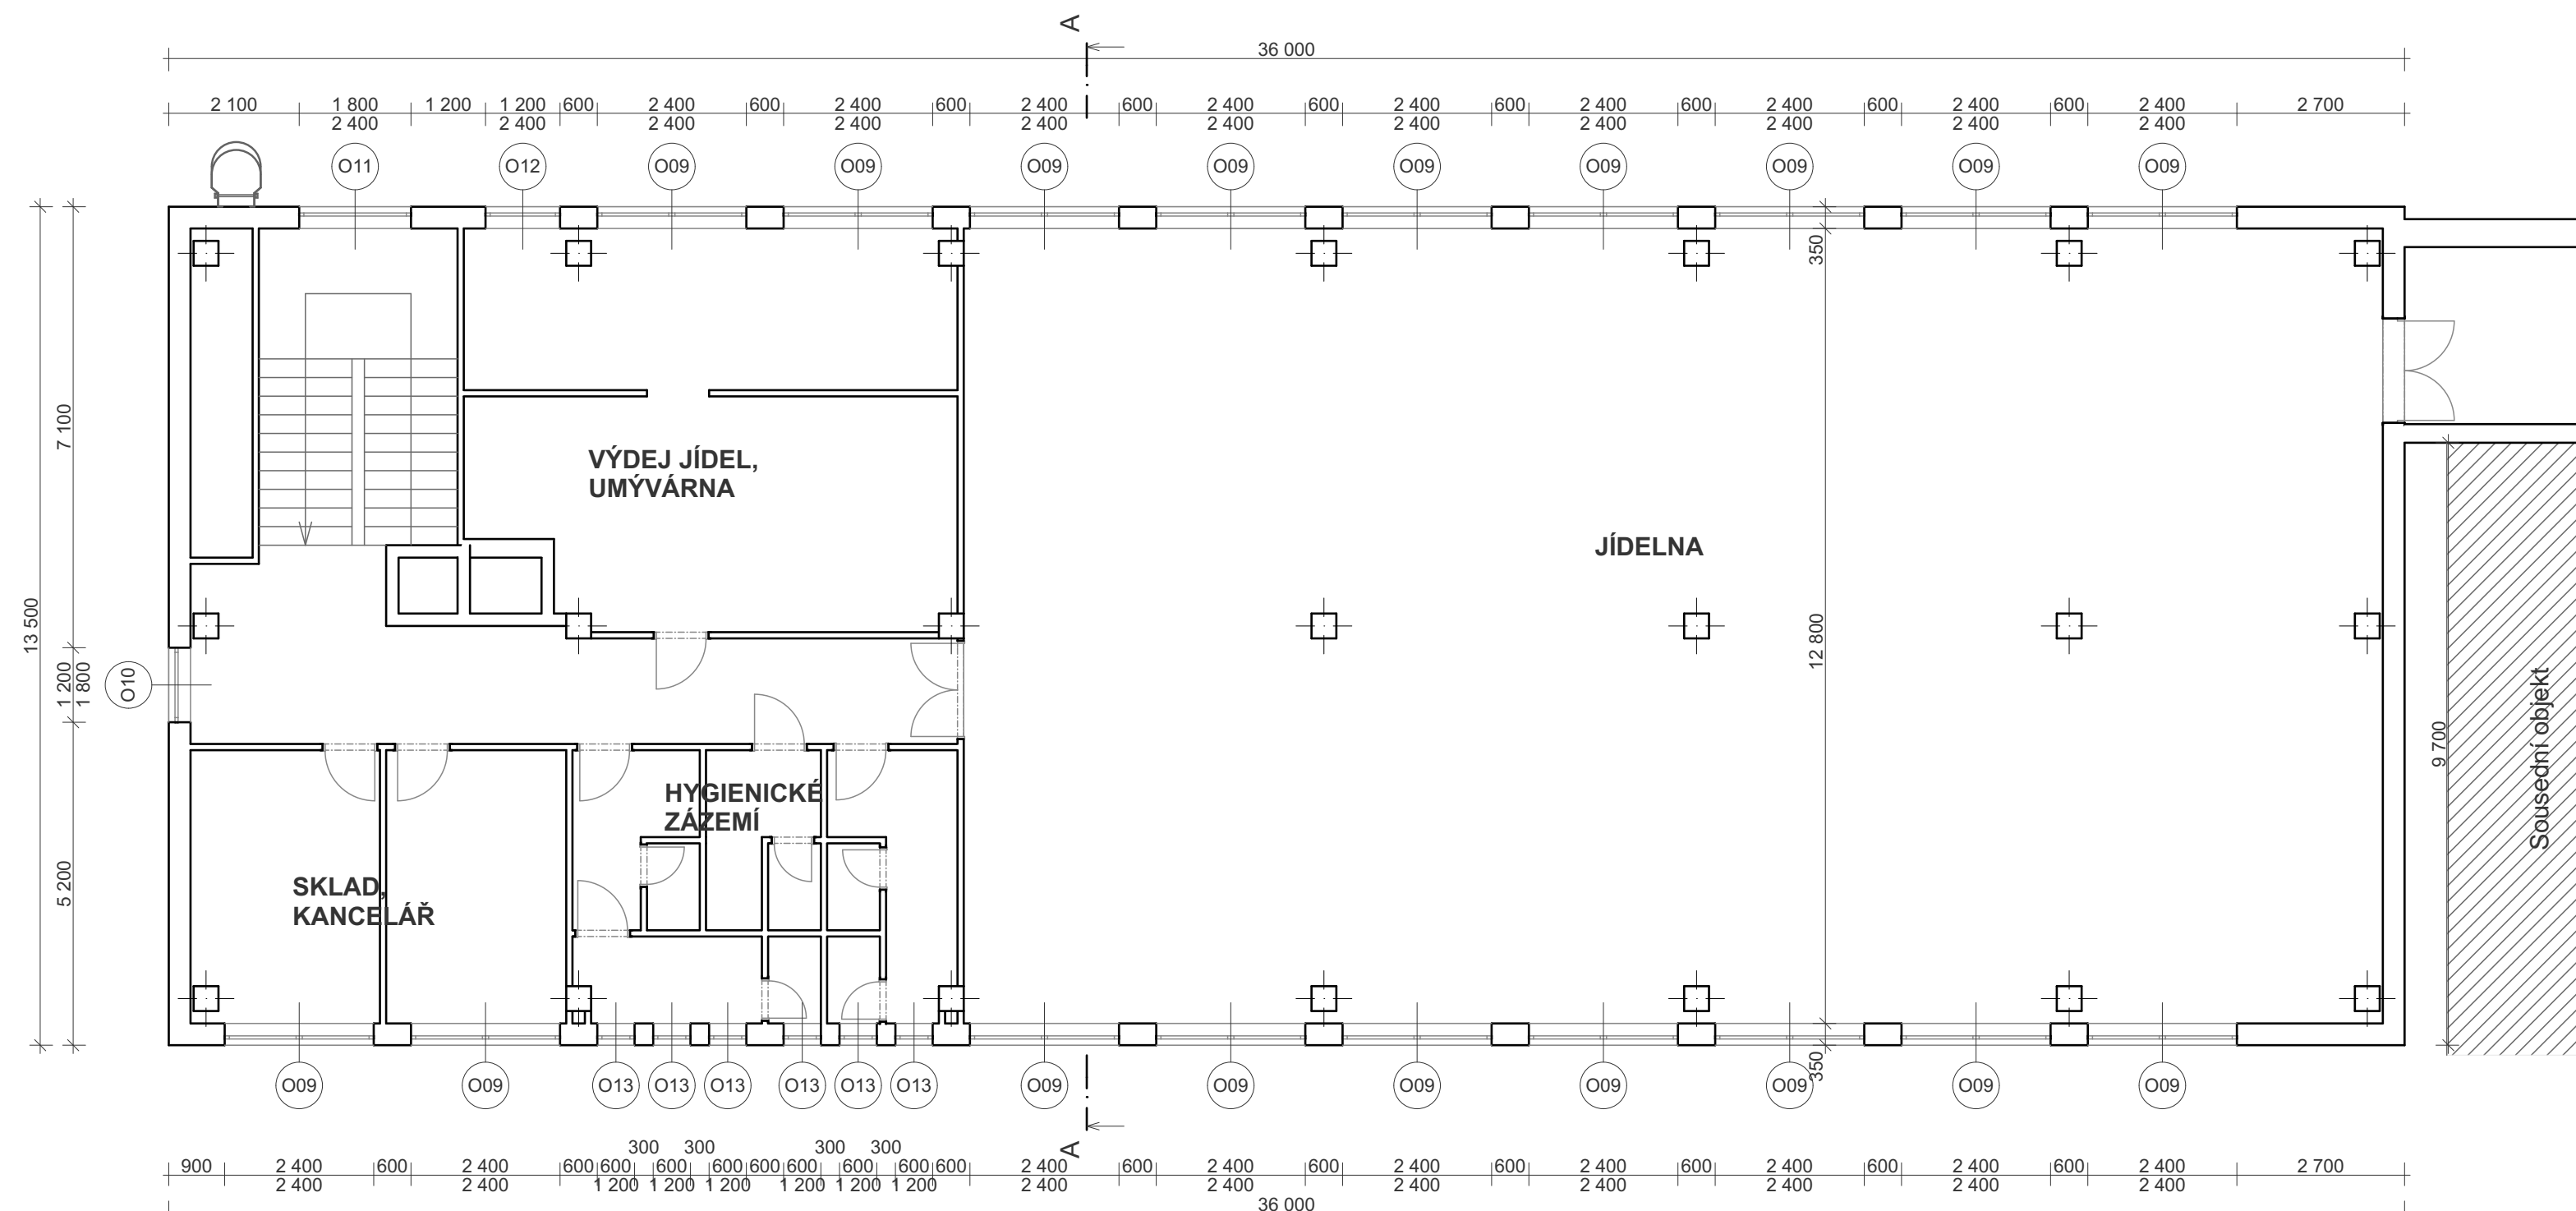 A
36 000
2 100 1 800 1 200 1 200 600 2 400 600 2 400 600 2 400 600 2 400 600 2 400 600 2 400 600 2 400 600 2 400 600 2 400 2 700
2 400 2 400 2 400 2 400 2 400 2 400 2 400 2 400 2 400 2 400 2 400
O11 O12 O09 O09 O09 O09 O09 O09 O09 O09 O09
350
7 100
VÝDEJ JÍDEL,
UMÝVÁRNA
JÍDELNA
13 500
12 800
1 200
1 800
O10
9 700
Sousední objekt
HYGIENICKÉ
ZÁZEMÍ
5 200
SKLAD,
KANCELÁŘ
350
O09 O09 O13 O13 O13 O13 O13 O13 O09 O09 O09 O09 O09 O09 O09
A
300 300 300 300
900 2 400 600 2 400 600 600 600 600 600 600 600 600 600 2 400 600 2 400 600 2 400 600 2 400 600 2 400 600 2 400 600 2 400 2 700
2 400 2 400 1 200 1 200 1 200 1 200 1 200 1 200 2 400 2 400 2 400 2 400 2 400 2 400 2 400
36 000